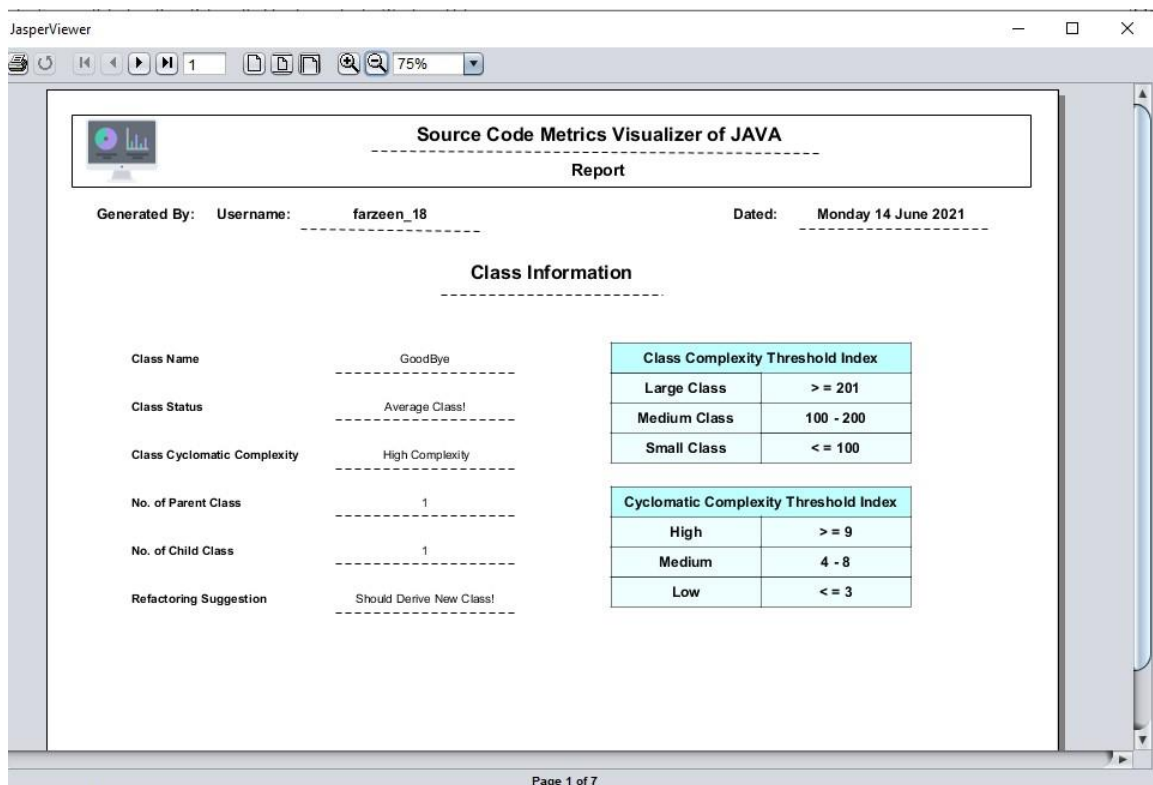 JasperViewer
1
75%
Source Code Metrics Visualizer of JAVA
Report
Generated By: Username: farzeen_18 Dated: Monday 14 June 2021
Class Information
Class Name GoodBye
Class Status Average Class!
Class Cyclomatic Complexity High Complexity
No. of Parent Class 1
No. of Child Class 1
Refactoring Suggestion Should Derive New Class!
Class Complexity Threshold Index
Large Class > = 201
Medium Class 100 - 200
Small Class < = 100
Cyclomatic Complexity Threshold Index
High > = 9
Medium 4 - 8
Low < = 3
Page 1 of 7